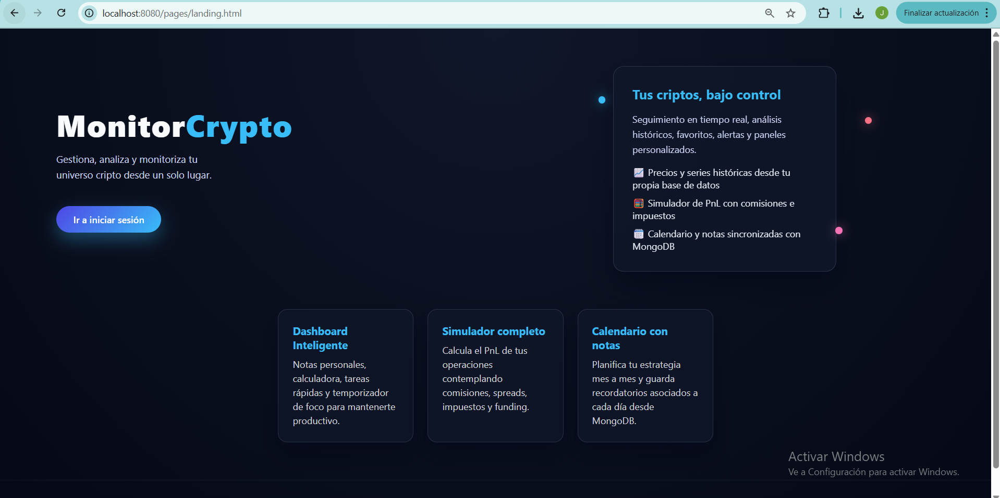 localhost:8080/pages/landing.html
J
Finalizar actualización
MonitorCrypto
Gestiona, analiza y monitoriza tu
universo cripto desde un solo lugar.
Ir a iniciar sesión
Tus criptos, bajo control
Seguimiento en tiempo real, análisis
históricos, favoritos, alertas y paneles
personalizados.
Precios y series históricas desde tu
propia base de datos
Simulador de PnL con comisiones e
impuestos
Calendario y notas sincronizadas con
MongoDB
Dashboard
Inteligente
Notas personales,
calculadora, tareas
rápidas y temporizador
de foco para mantenerte
productivo.
Simulador completo
Calcula el PnL de tus
operaciones
contemplando
comisiones, spreads,
impuestos y funding.
Calendario con
notas
Planifica tu estrategia
mes a mes y guarda
recordatorios asociados a
cada día desde
MongoDB.
Activar Windows
Ve a Configuración para activar Windows.